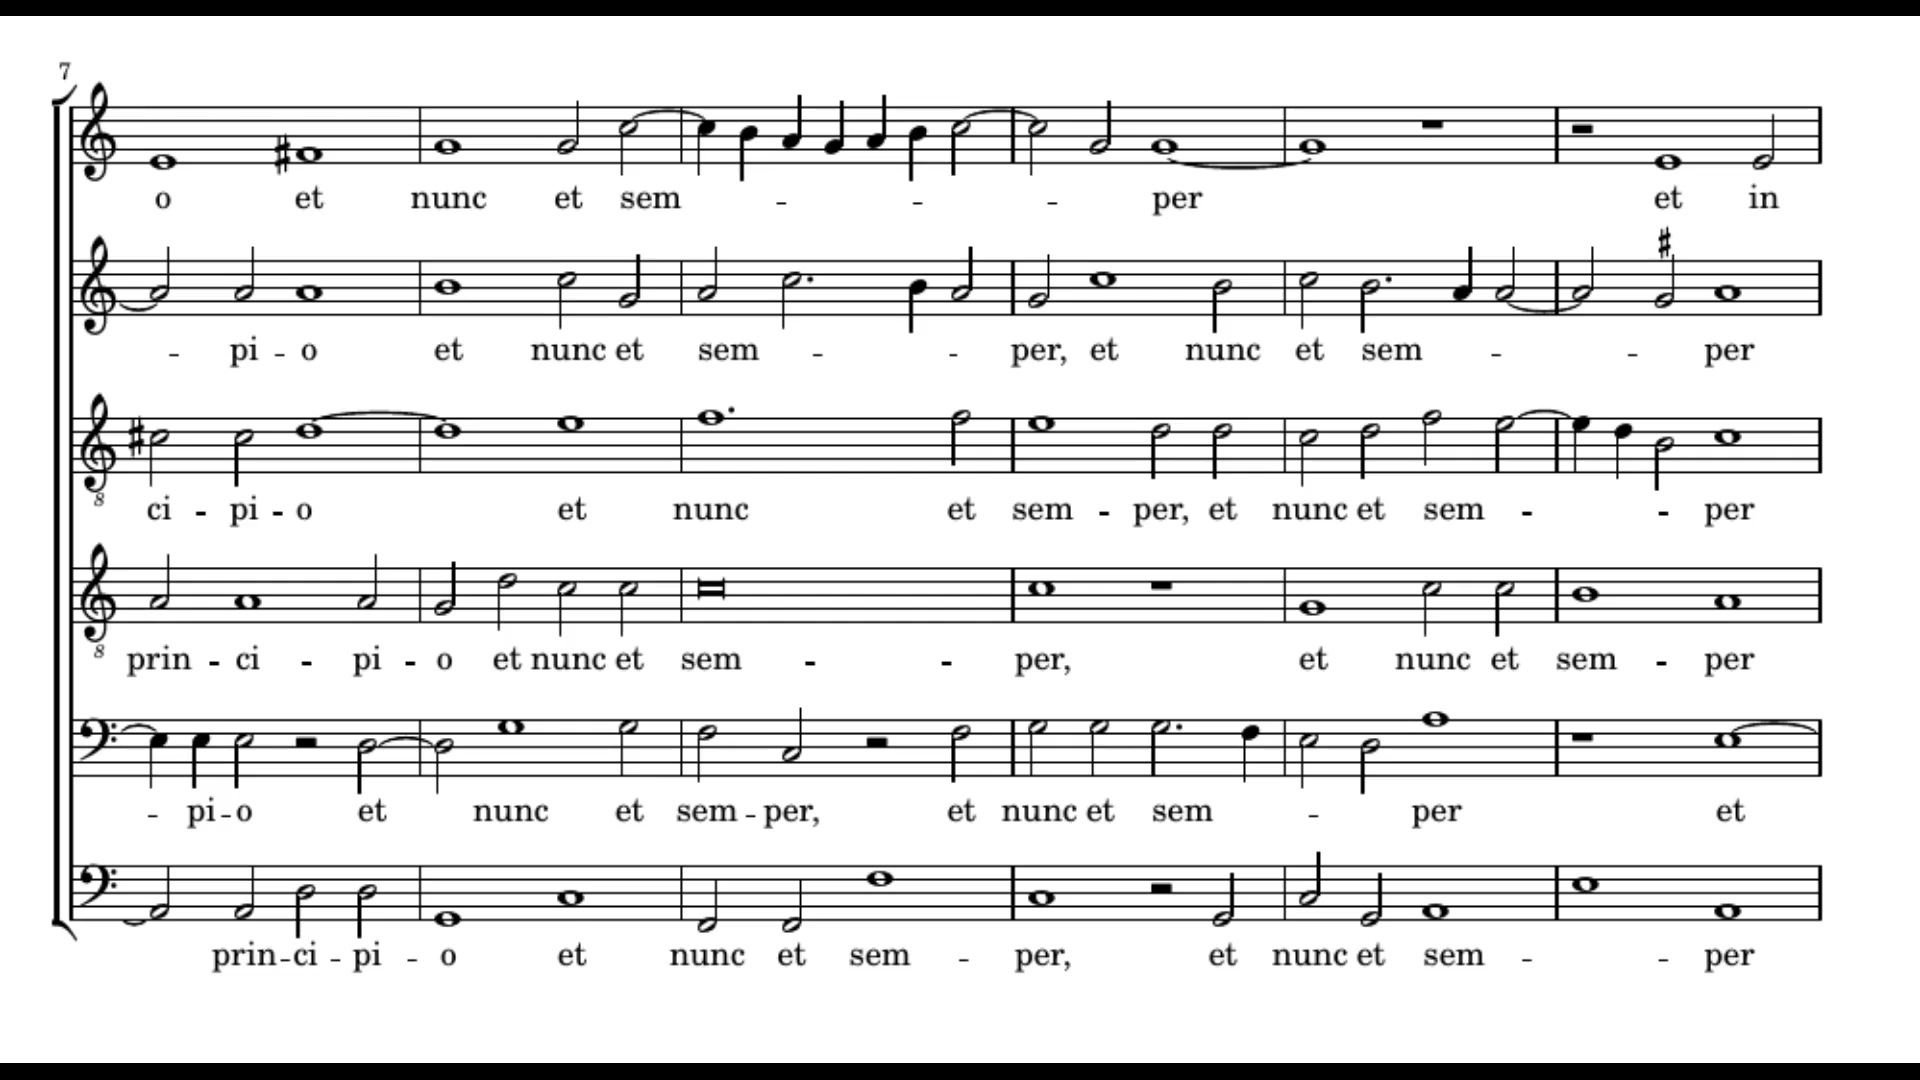 7
o et nunc et sem - - - per et in
- pi - o et nunc et sem - - per, et nunc et sem - - per
8
ci - pi - o et nunc et sem - per, et nunc et sem - - per
8
prin - ci - pi - o et nunc et sem - - per, et nunc et sem - per
- pi - o et nunc et sem - per, et nunc et sem - per et
prin - ci - pi - o et nunc et sem - per, et nunc et sem - - per